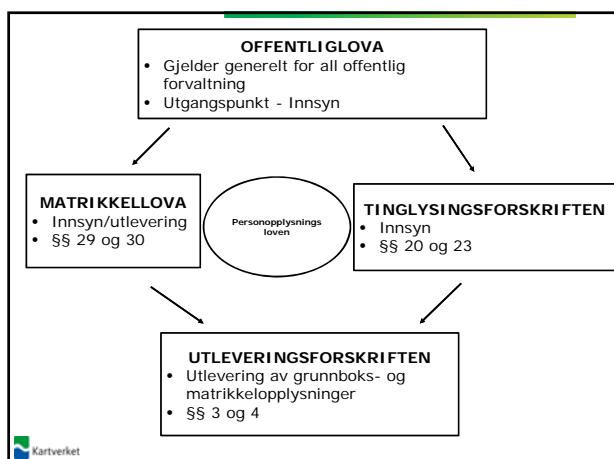 OFFENTLIGLOVA
• Gjelder generelt for all offentlig
forvaltning
• Utgangspunkt - Innsyn
MATRIKKELLOVA
• Innsyn/utlevering
• §§ 29 og 30
Personopplysnings
loven
TINGLYSINGSFORSKRIFTEN
• Innsyn
• §§ 20 og 23
UTLEVERINGSFORSKRIFTEN
• Utlevering av grunnboks- og
matrikkelopplysninger
• §§ 3 og 4
Kartverket